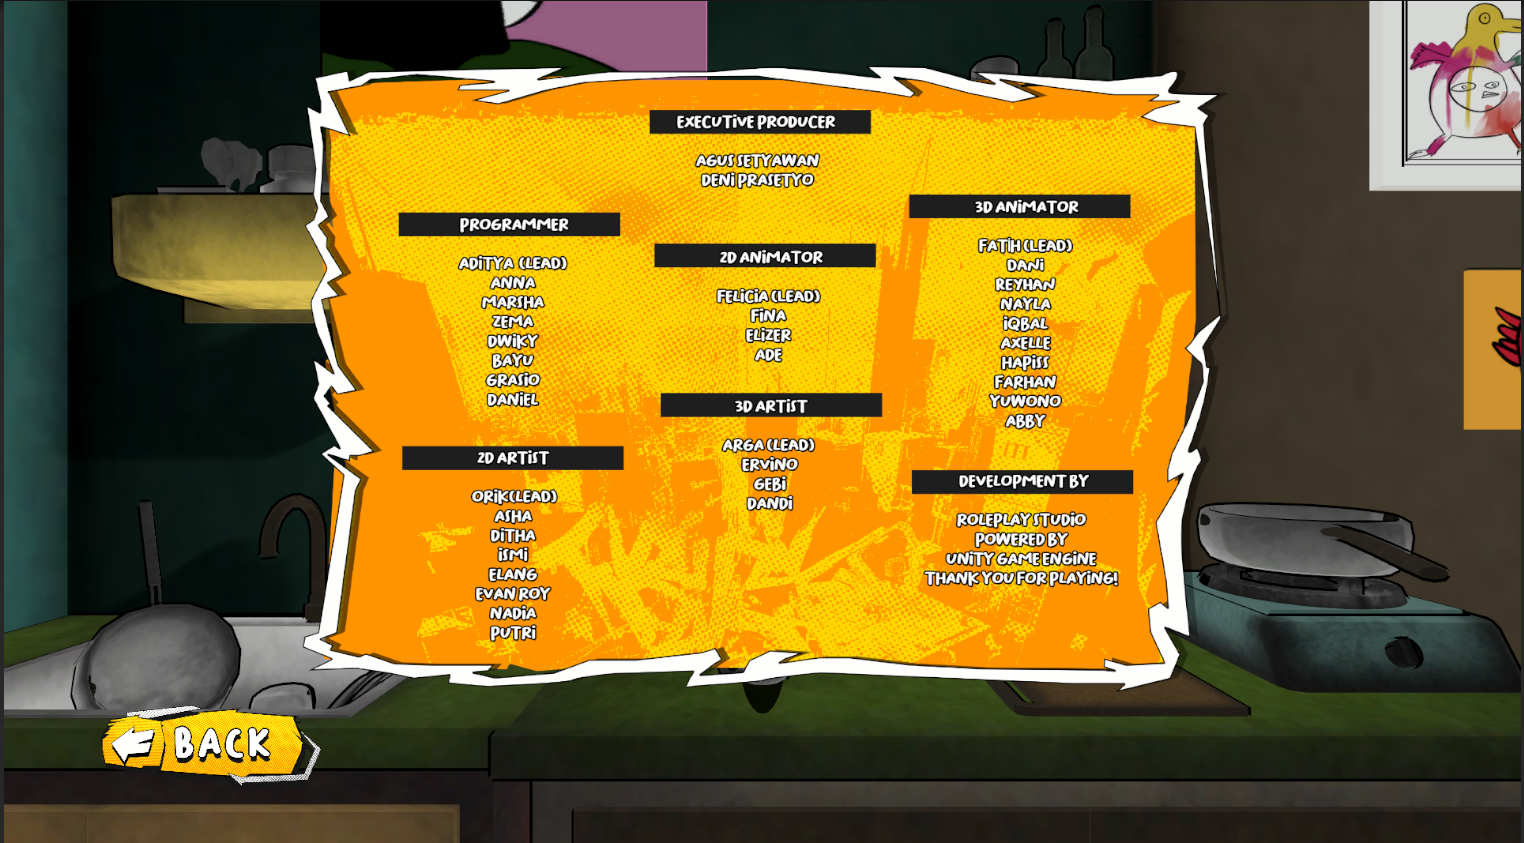 EXECUTIVE PRODUCER
AGUS SETYAWAN
DENI PRASETYO
PROGRAMMER
ADITYA (LEAD)
ANNA
MARSHA
ZEMA
DWIKY
BAYU
GRASIO
DANIEL
2D ARTIST
ORIK(LEAD)
ASHA
DITHA
ISMI
ELANG
EVAN ROY
NADIA
PUTRI
2D ANIMATOR
FELICIA (LEAD)
FINA
ELIZER
ADE
3D ARTIST
ARGA (LEAD)
ERVINO
GEBI
DANDI
3D ANIMATOR
FATIH (LEAD)
DANI
REYHAN
NAYLA
IQBAL
AXELLE
HAPISS
FARHAN
YUWONO
ABBY
DEVELOPMENT BY
ROLEPLAY STUDIO
POWERED BY
UNITY GAME ENGINE
THANK YOU FOR PLAYING!
BACK